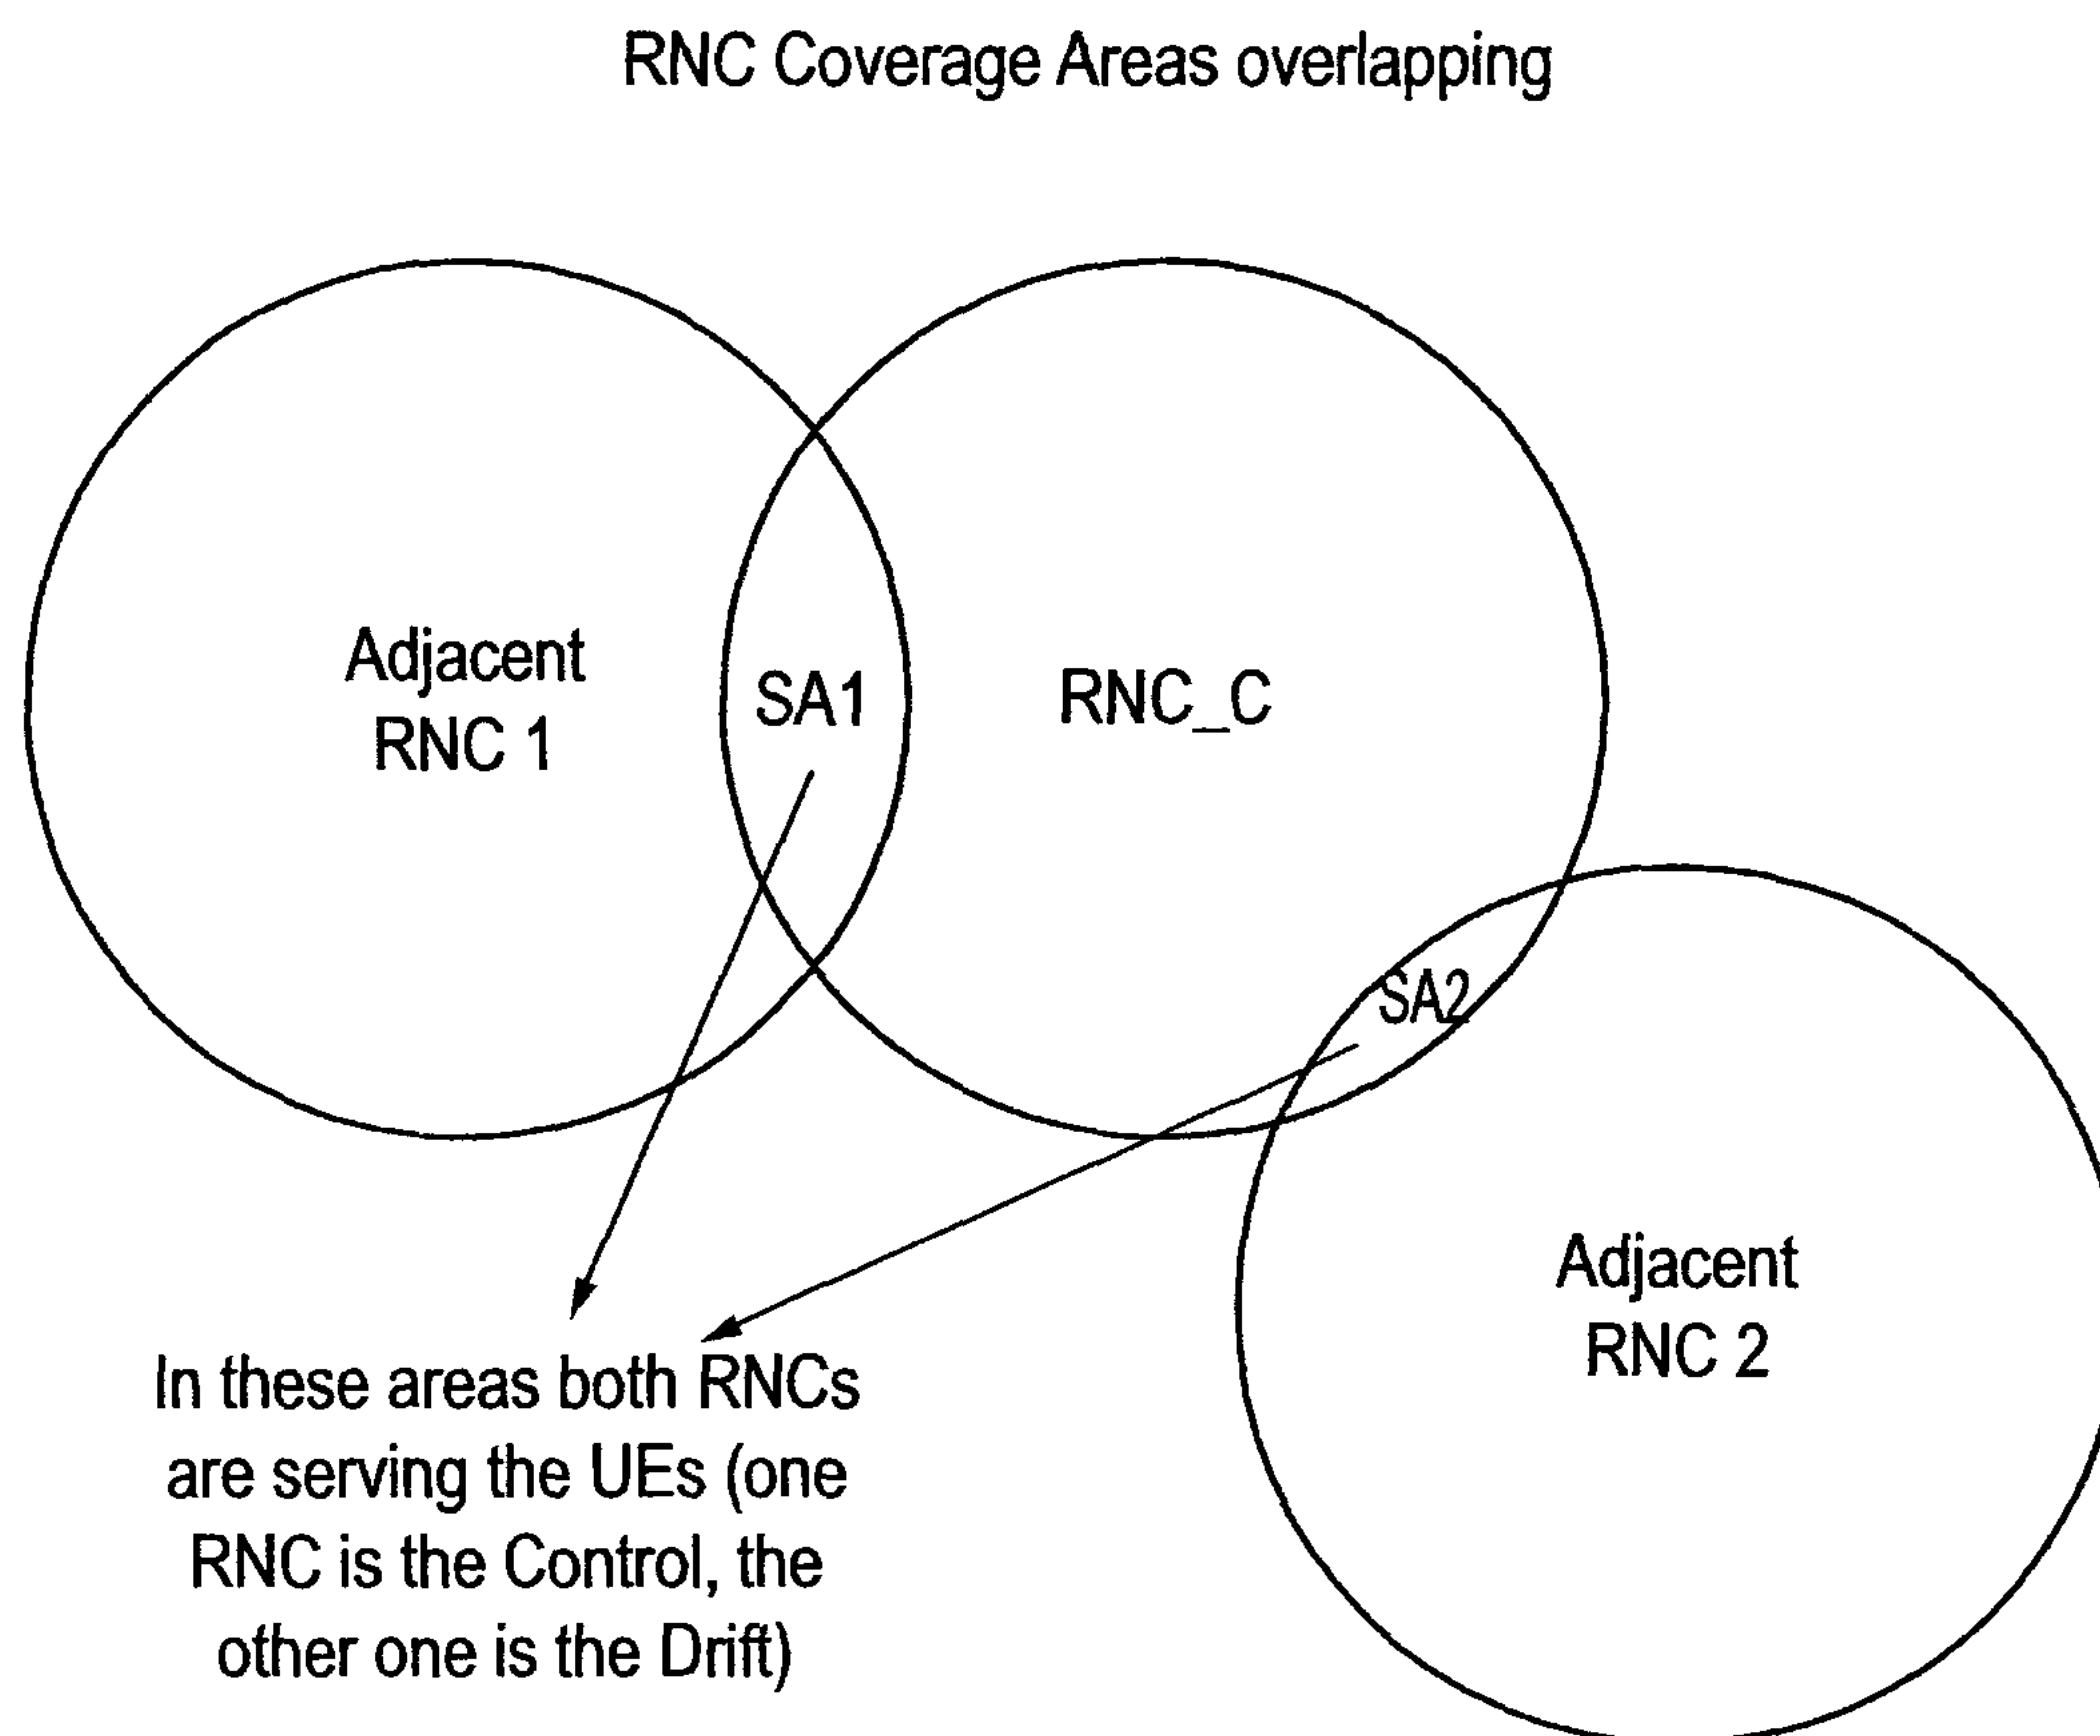 RNC Coverage Areas overlapping
Adjacent
RNC 1
SA1
RNC_C
SA2
Adjacent
RNC 2
In these areas both RNCs
are serving the UEs (one
RNC is the Control, the
other one is the Drift)